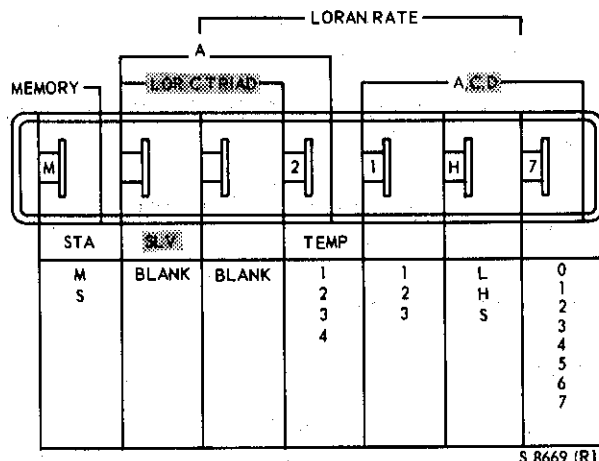 LORAN RATE
A
LOR C TRIAD
A,C,D
MEMORY
M 2 1 H 7
STA SLV TEMP
M BLANK BLANK 1 1 L 0
S 2 2 H 1
3 3 S 2
4 3
4
5
6
7
S 8669 (R)